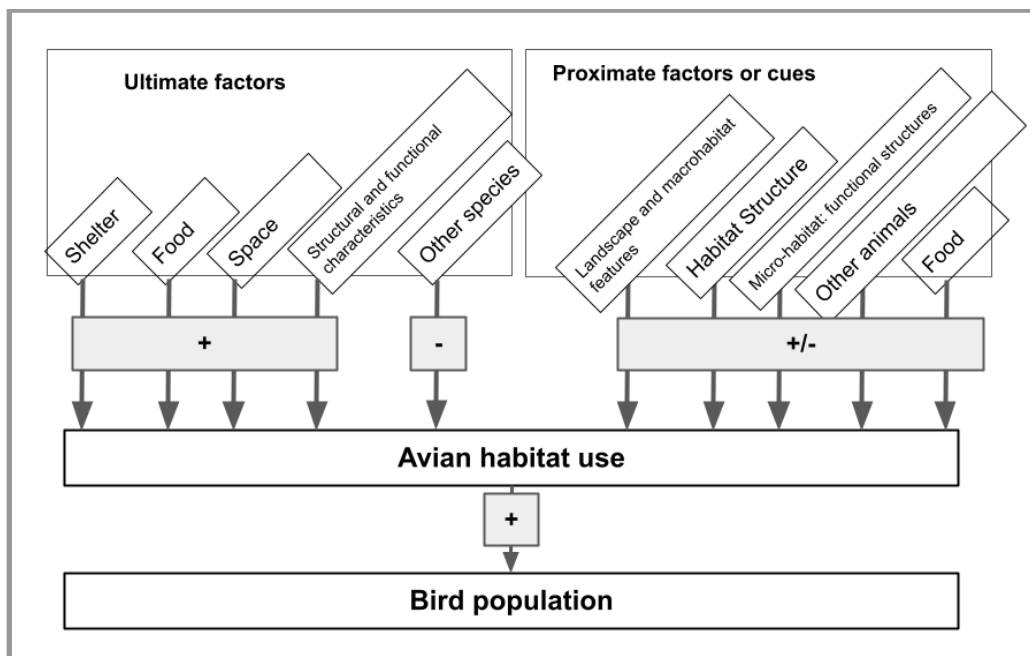 Ultimate factors
Proximate factors or cues
Shelter
Food
Space
Structural and functional
characteristics
Other species
Landscape and macrohabitat
features
Habitat Structure
Micro-habitat: functional structures
Other animals
Food
+
-
+/-
Avian habitat use
+
Bird population